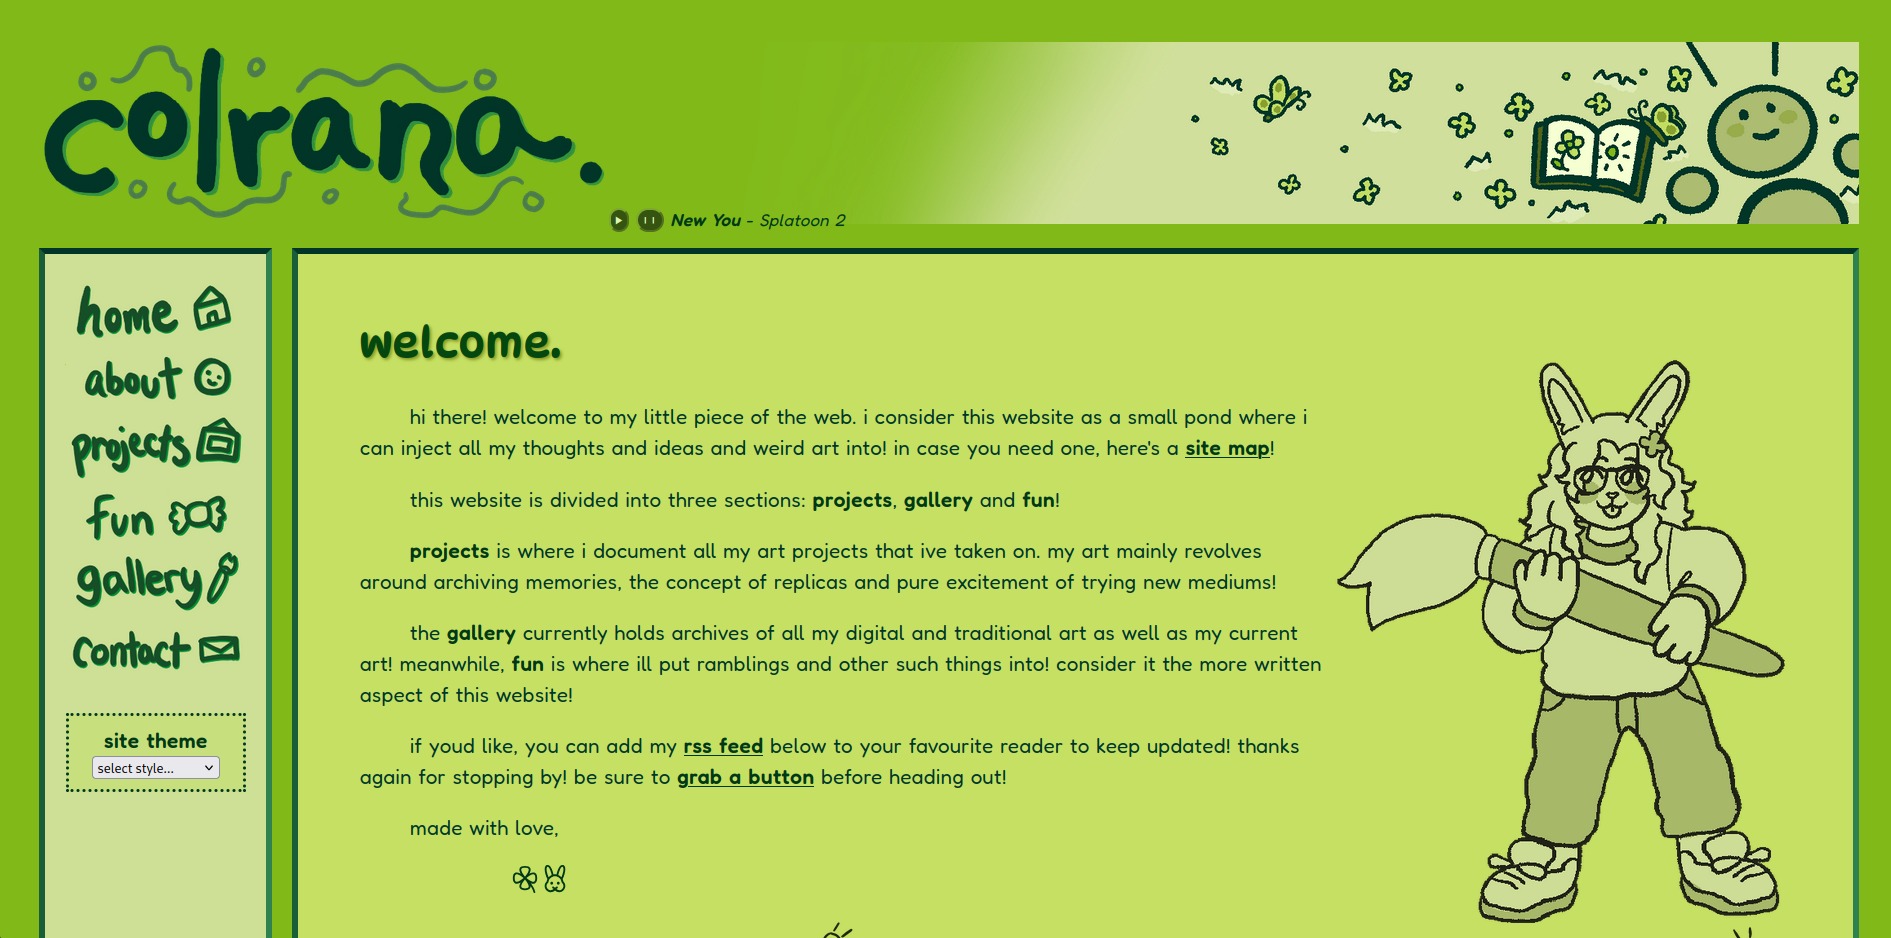 colrana.
New You - Splatoon 2
home
about
projects
fun
gallery
contact
site theme
select style...
welcome.
hi there! welcome to my little piece of the web. i consider this website as a small pond where i
can inject all my thoughts and ideas and weird art into! in case you need one, here's a site map!
this website is divided into three sections: projects, gallery and fun!
projects is where i document all my art projects that ive taken on. my art mainly revolves
around archiving memories, the concept of replicas and pure excitement of trying new mediums!
the gallery currently holds archives of all my digital and traditional art as well as my current
art! meanwhile, fun is where ill put ramblings and other such things into! consider it the more written
aspect of this website!
if youd like, you can add my rss feed below to your favourite reader to keep updated! thanks
again for stopping by! be sure to grab a button before heading out!
made with love,